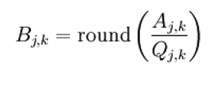 B_{j,k} = round ( A_{j,k} / Q_{j,k} )